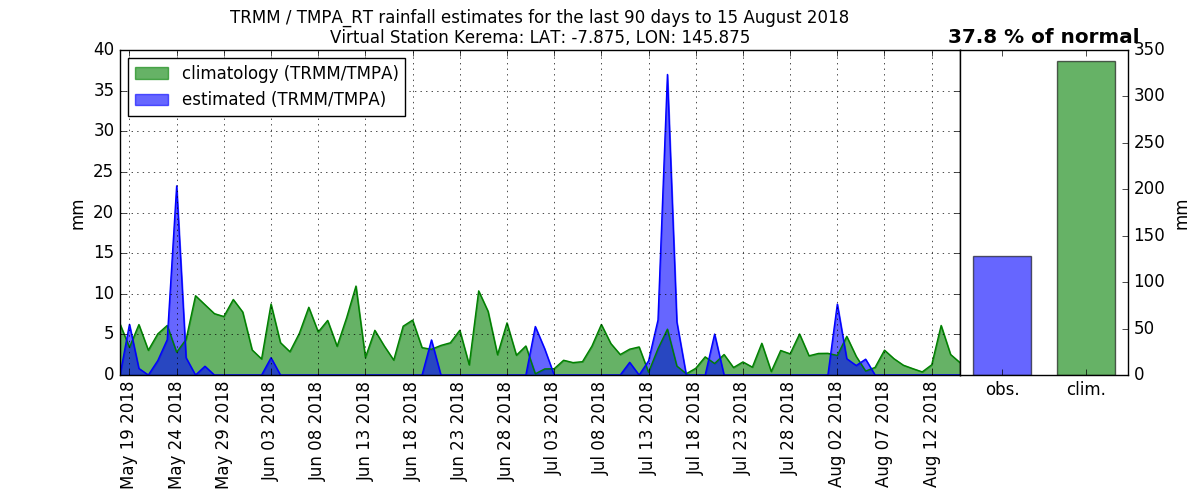 TRMM / TMPA_RT rainfall estimates for the last 90 days to 15 August 2018
Virtual Station Kerema: LAT: -7.875, LON: 145.875
37.8 % of normal
climatology (TRMM/TMPA)
estimated (TRMM/TMPA)
40
35
30
25
20
15
10
5
0
mm
May 19 2018
May 24 2018
May 29 2018
Jun 03 2018
Jun 08 2018
Jun 13 2018
Jun 18 2018
Jun 23 2018
Jun 28 2018
Jul 03 2018
Jul 08 2018
Jul 13 2018
Jul 18 2018
Jul 23 2018
Jul 28 2018
Aug 02 2018
Aug 07 2018
Aug 12 2018
obs.
clim.
350
300
250
200
150
100
50
0
mm